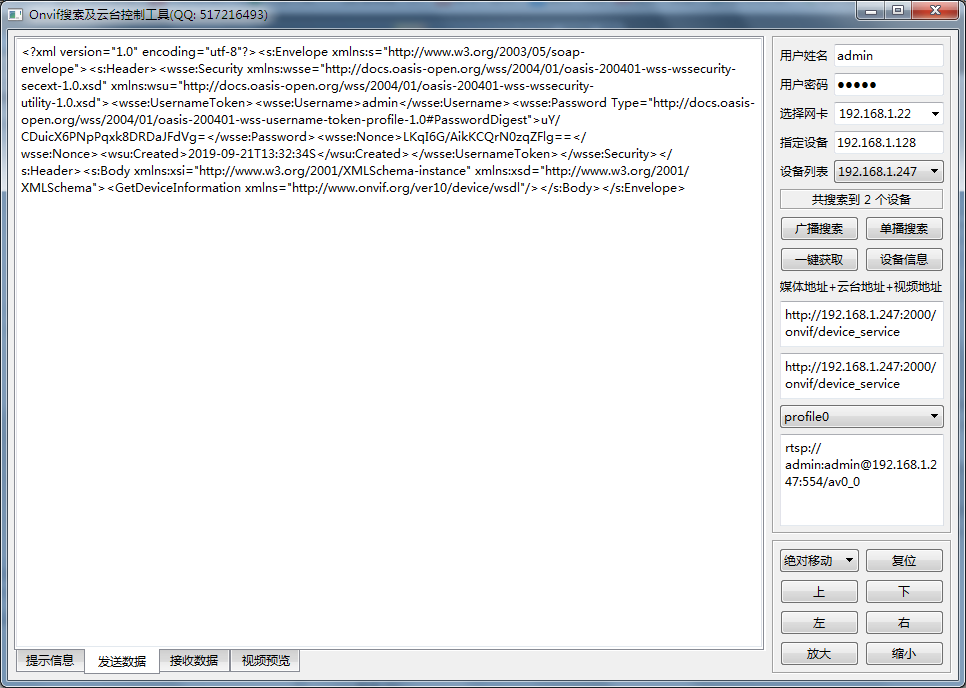 Onvif搜索及云台控制工具(QQ: 517216493)
<?xml version="1.0" encoding="utf-8"?><s:Envelope xmlns:s="http://www.w3.org/2003/05/soap-
envelope"><s:Header><wsse:Security xmlns:wsse="http://docs.oasis-open.org/wss/2004/01/oasis-200401-wss-wssecurity-
secext-1.0.xsd" xmlns:wsu="http://docs.oasis-open.org/wss/2004/01/oasis-200401-wss-wssecurity-
utility-1.0.xsd"><wsse:UsernameToken><wsse:Username>admin</wsse:Username><wsse:Password Type="http://docs.oasis-
open.org/wss/2004/01/oasis-200401-wss-username-token-profile-1.0#PasswordDigest">uY/
CDuicX6PNpPqxk8DRDaJFdVg=</wsse:Password><wsse:Nonce>LKqI6G/AikKCQrN0zqZFlg==</
wsse:Nonce><wsu:Created>2019-09-21T13:32:34S</wsu:Created></wsse:UsernameToken></wsse:Security></
s:Header><s:Body xmlns:xsi="http://www.w3.org/2001/XMLSchema-instance" xmlns:xsd="http://www.w3.org/2001/
XMLSchema"><GetDeviceInformation xmlns="http://www.onvif.org/ver10/device/wsdl"/></s:Body></s:Envelope>
提示信息 发送数据 接收数据 视频预览
用户姓名 admin
用户密码 ●●●●●
选择网卡 192.168.1.22
指定设备 192.168.1.128
设备列表 192.168.1.247
共搜索到 2 个设备
广播搜索 单播搜索
一键获取 设备信息
媒体地址+云台地址+视频地址
http://192.168.1.247:2000/
onvif/device_service
http://192.168.1.247:2000/
onvif/device_service
profile0
rtsp://
admin:admin@192.168.1.2
47:554/av0_0
绝对移动 复位
上 下
左 右
放大 缩小